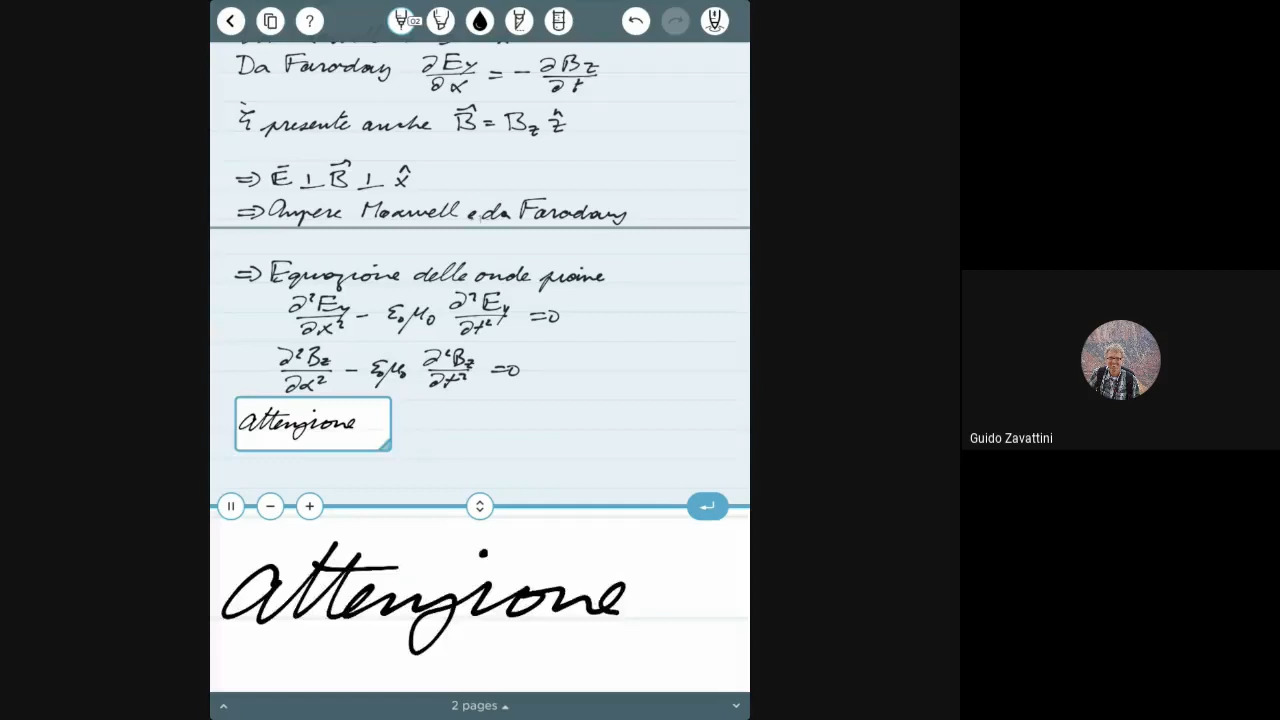 ?
02
Da Faraday ∂Ey/∂x = - ∂Bz/∂t
È presente anche B⃗ = Bz ẑ
⇒ E⃗ ⊥ B⃗ ⊥ x̂
⇒ Ampere Maxwell e da Faraday
⇒ Equazione delle onde piane
∂²Ey/∂x² - ε₀μ₀ ∂²Ey/∂t² = 0
∂²Bz/∂x² - ε₀μ₀ ∂²Bz/∂t² = 0
Attenzione
Attenzione
2 pages
Guido Zavattini